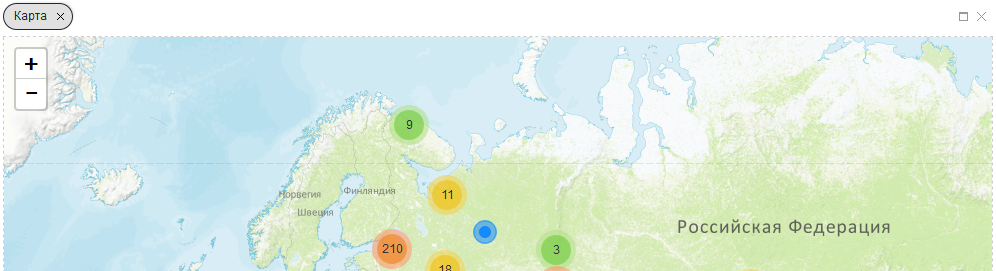 Карта ×
+
−
9
Норвегия
Финляндия
11
Швеция
Российская Федерация
210
3
18